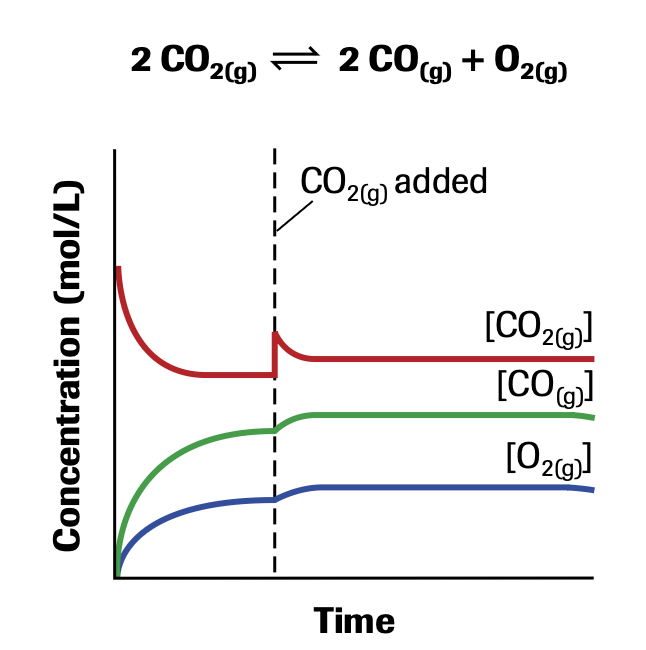 2 CO₂(g) ⇌ 2 CO(g) + O₂(g)
CO₂(g) added
Concentration (mol/L)
[CO₂(g)]
[CO(g)]
[O₂(g)]
Time